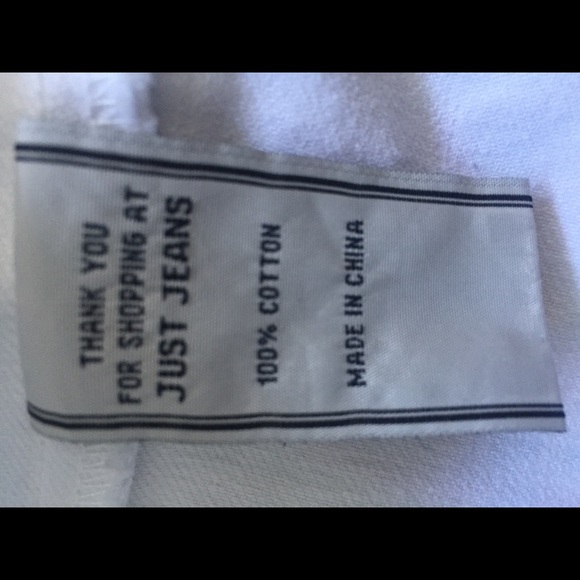 THANK YOU
FOR SHOPPING AT
JUST JEANS
100% COTTON
MADE IN CHINA